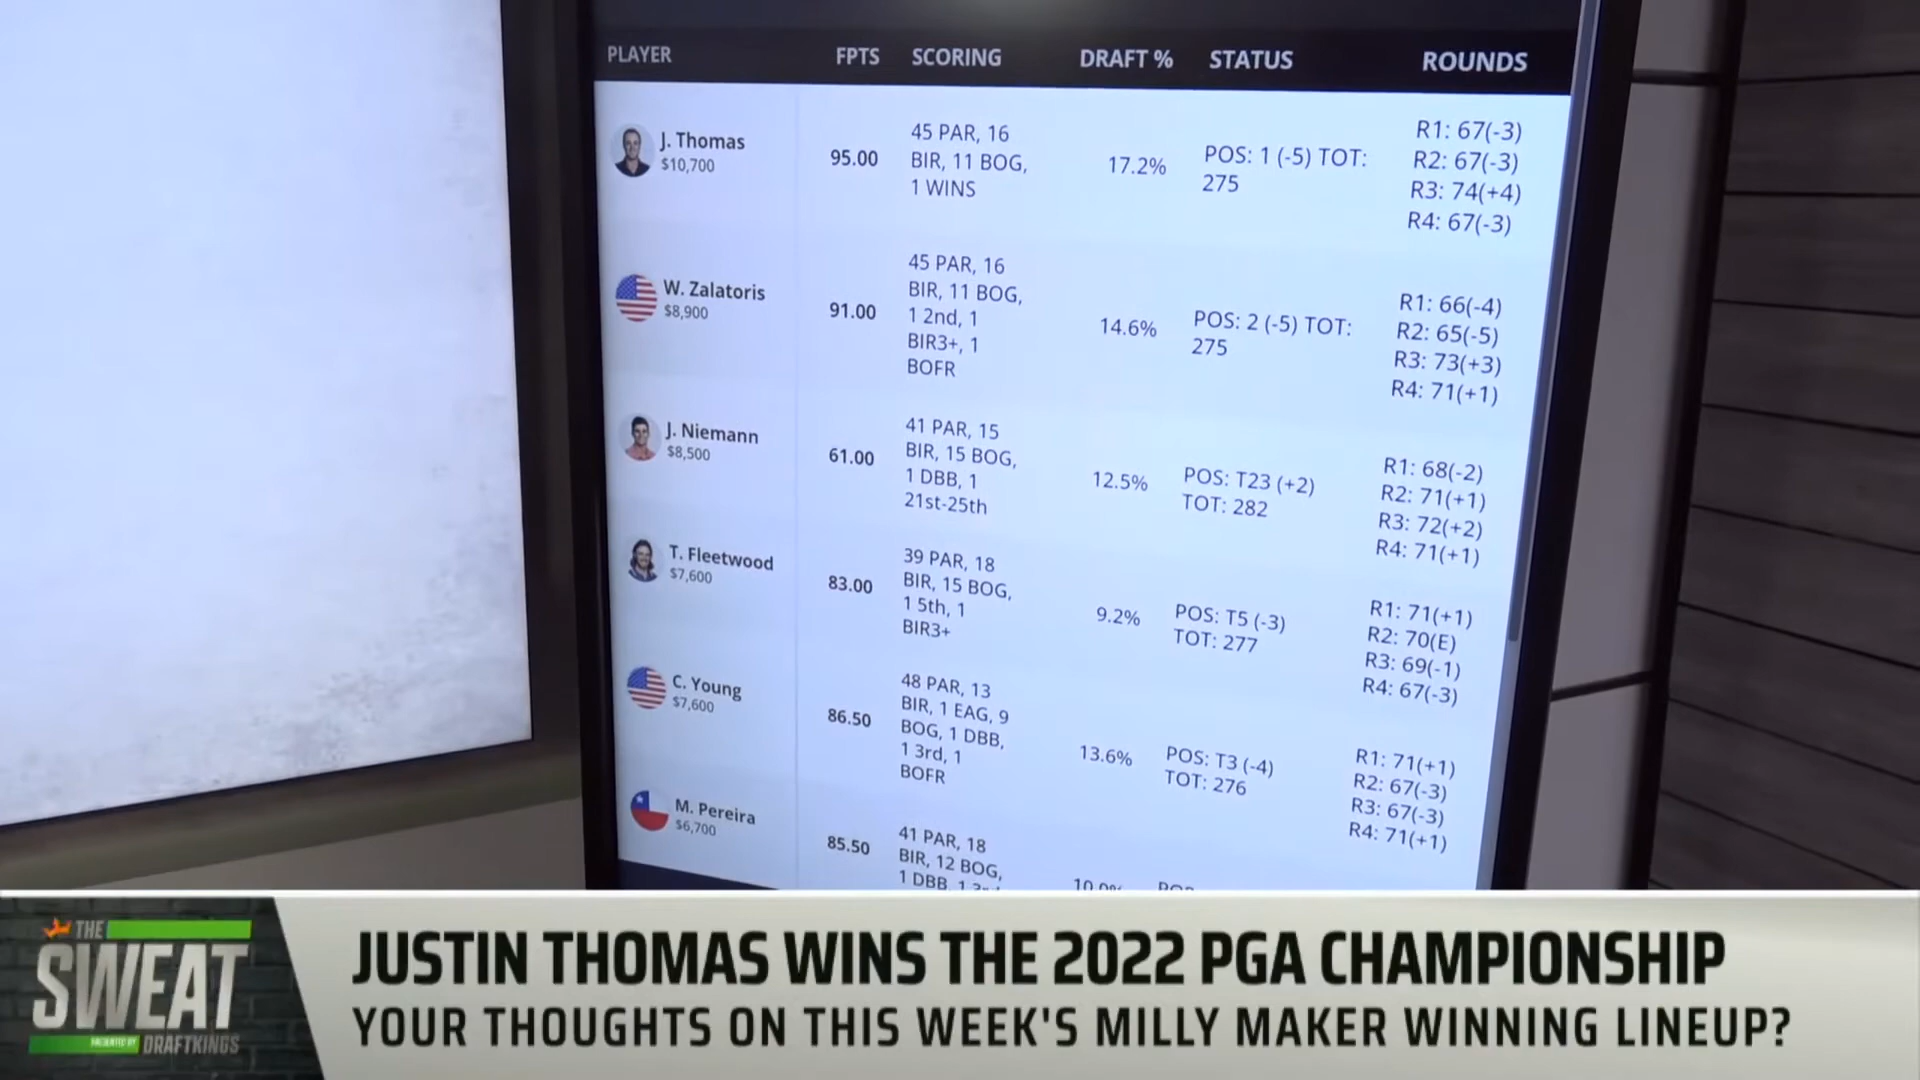 PLAYER FPTS SCORING DRAFT % STATUS ROUNDS
J. Thomas
$10,700
95.00
45 PAR, 16
BIR, 11 BOG,
1 WINS
17.2%
POS: 1 (-5) TOT:
275
R1: 67(-3)
R2: 67(-3)
R3: 74(+4)
R4: 67(-3)
W. Zalatoris
$8,900
91.00
45 PAR, 16
BIR, 11 BOG,
1 2nd, 1
BIR3+, 1
BOFR
14.6%
POS: 2 (-5) TOT:
275
R1: 66(-4)
R2: 65(-5)
R3: 73(+3)
R4: 71(+1)
J. Niemann
$8,500
61.00
41 PAR, 15
BIR, 15 BOG,
1 DBB, 1
21st-25th
12.5%
POS: T23 (+2)
TOT: 282
R1: 68(-2)
R2: 71(+1)
R3: 72(+2)
R4: 71(+1)
T. Fleetwood
$7,600
83.00
39 PAR, 18
BIR, 15 BOG,
1 5th, 1
BIR3+
9.2%
POS: T5 (-3)
TOT: 277
R1: 71(+1)
R2: 70(E)
R3: 69(-1)
R4: 67(-3)
C. Young
$7,600
86.50
48 PAR, 13
BIR, 1 EAG, 9
BOG, 1 DBB,
1 3rd, 1
BOFR
13.6%
POS: T3 (-4)
TOT: 276
R1: 71(+1)
R2: 67(-3)
R3: 67(-3)
R4: 71(+1)
M. Pereira
$6,700
85.50
41 PAR, 18
BIR, 12 BOG,
1 DBB
THE
SWEAT
PRESENTED BY DRAFTKINGS
JUSTIN THOMAS WINS THE 2022 PGA CHAMPIONSHIP
YOUR THOUGHTS ON THIS WEEK'S MILLY MAKER WINNING LINEUP?